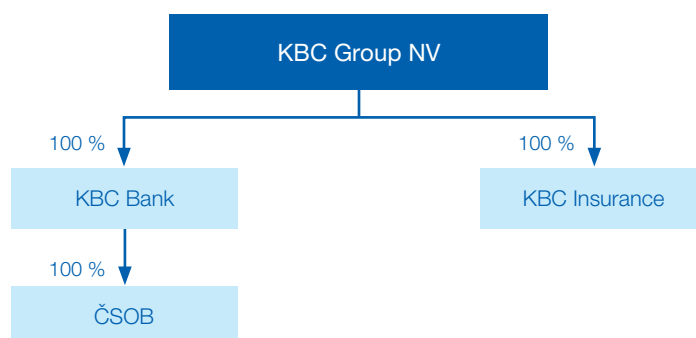 KBC Group NV
100 %
100 %
KBC Bank
KBC Insurance
100 %
ČSOB